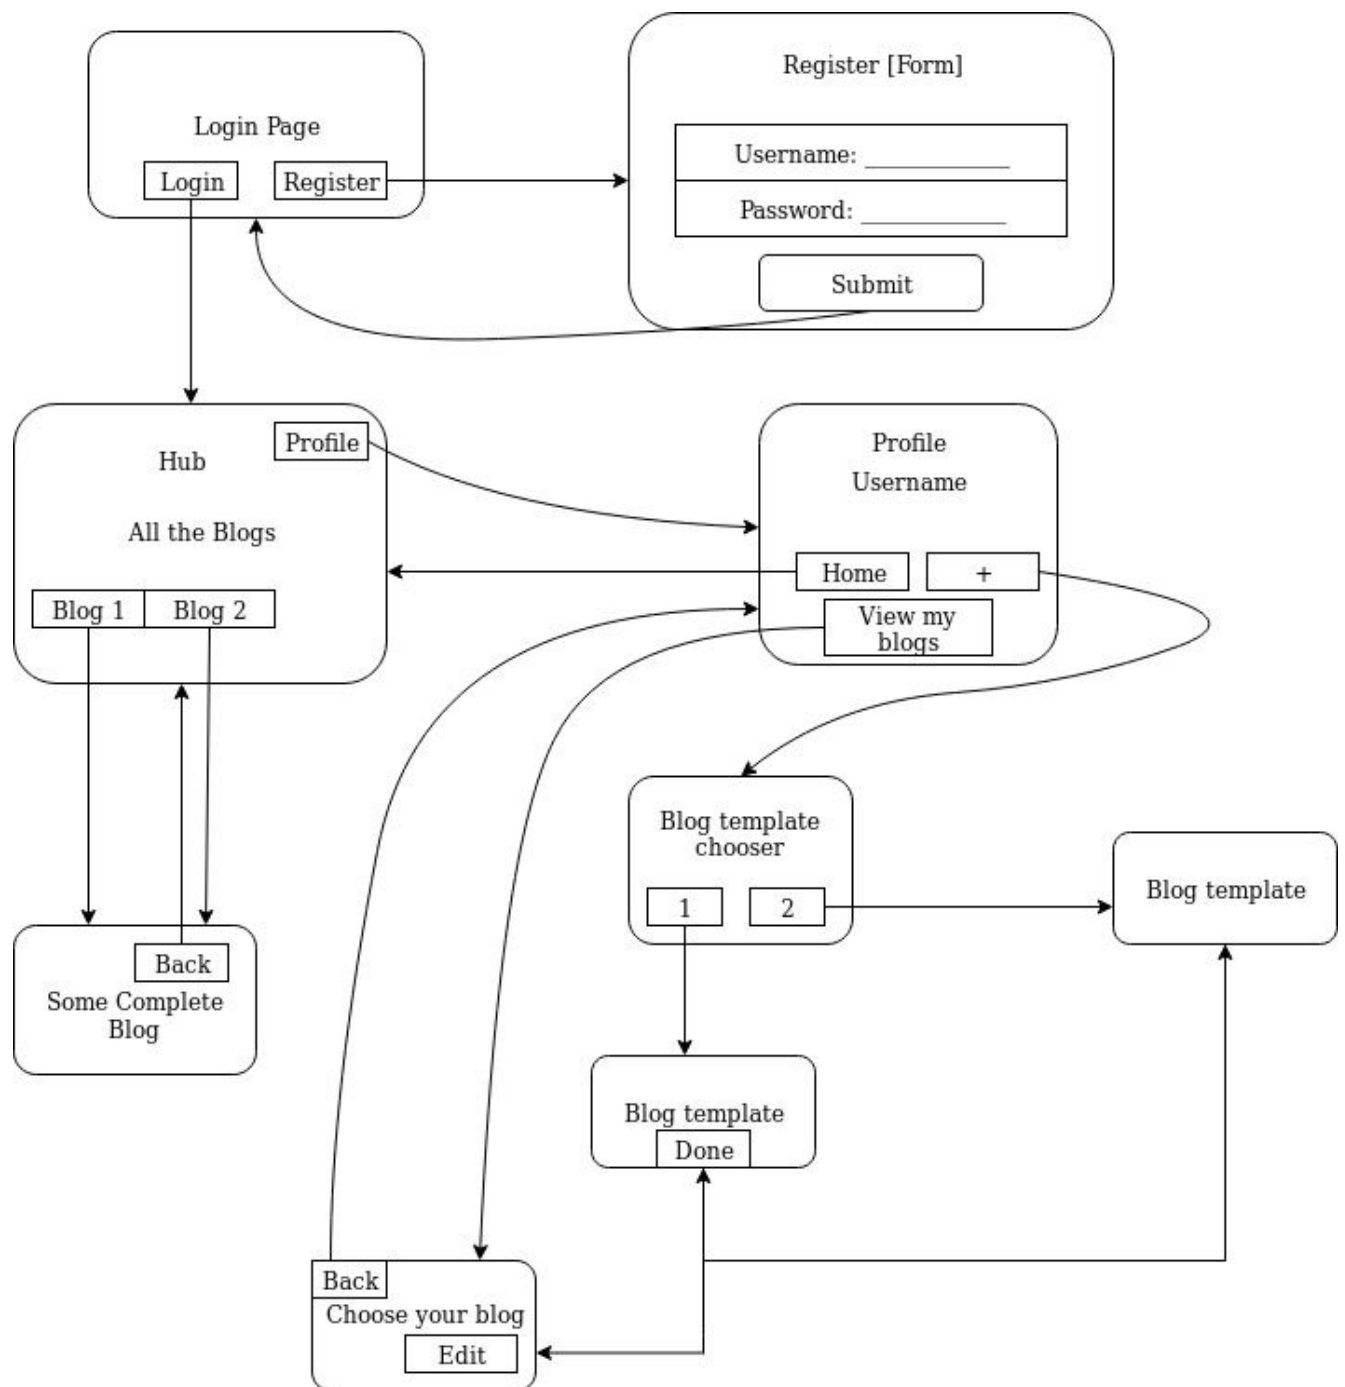 Login Page
Login
Register
Register [Form]
Username: _____________
Password: _____________
Submit
Hub
Profile
All the Blogs
Blog 1
Blog 2
Profile
Username
Home
+
View my
blogs
Blog template
chooser
1
2
Blog template
Back
Some Complete
Blog
Blog template
Done
Back
Choose your blog
Edit